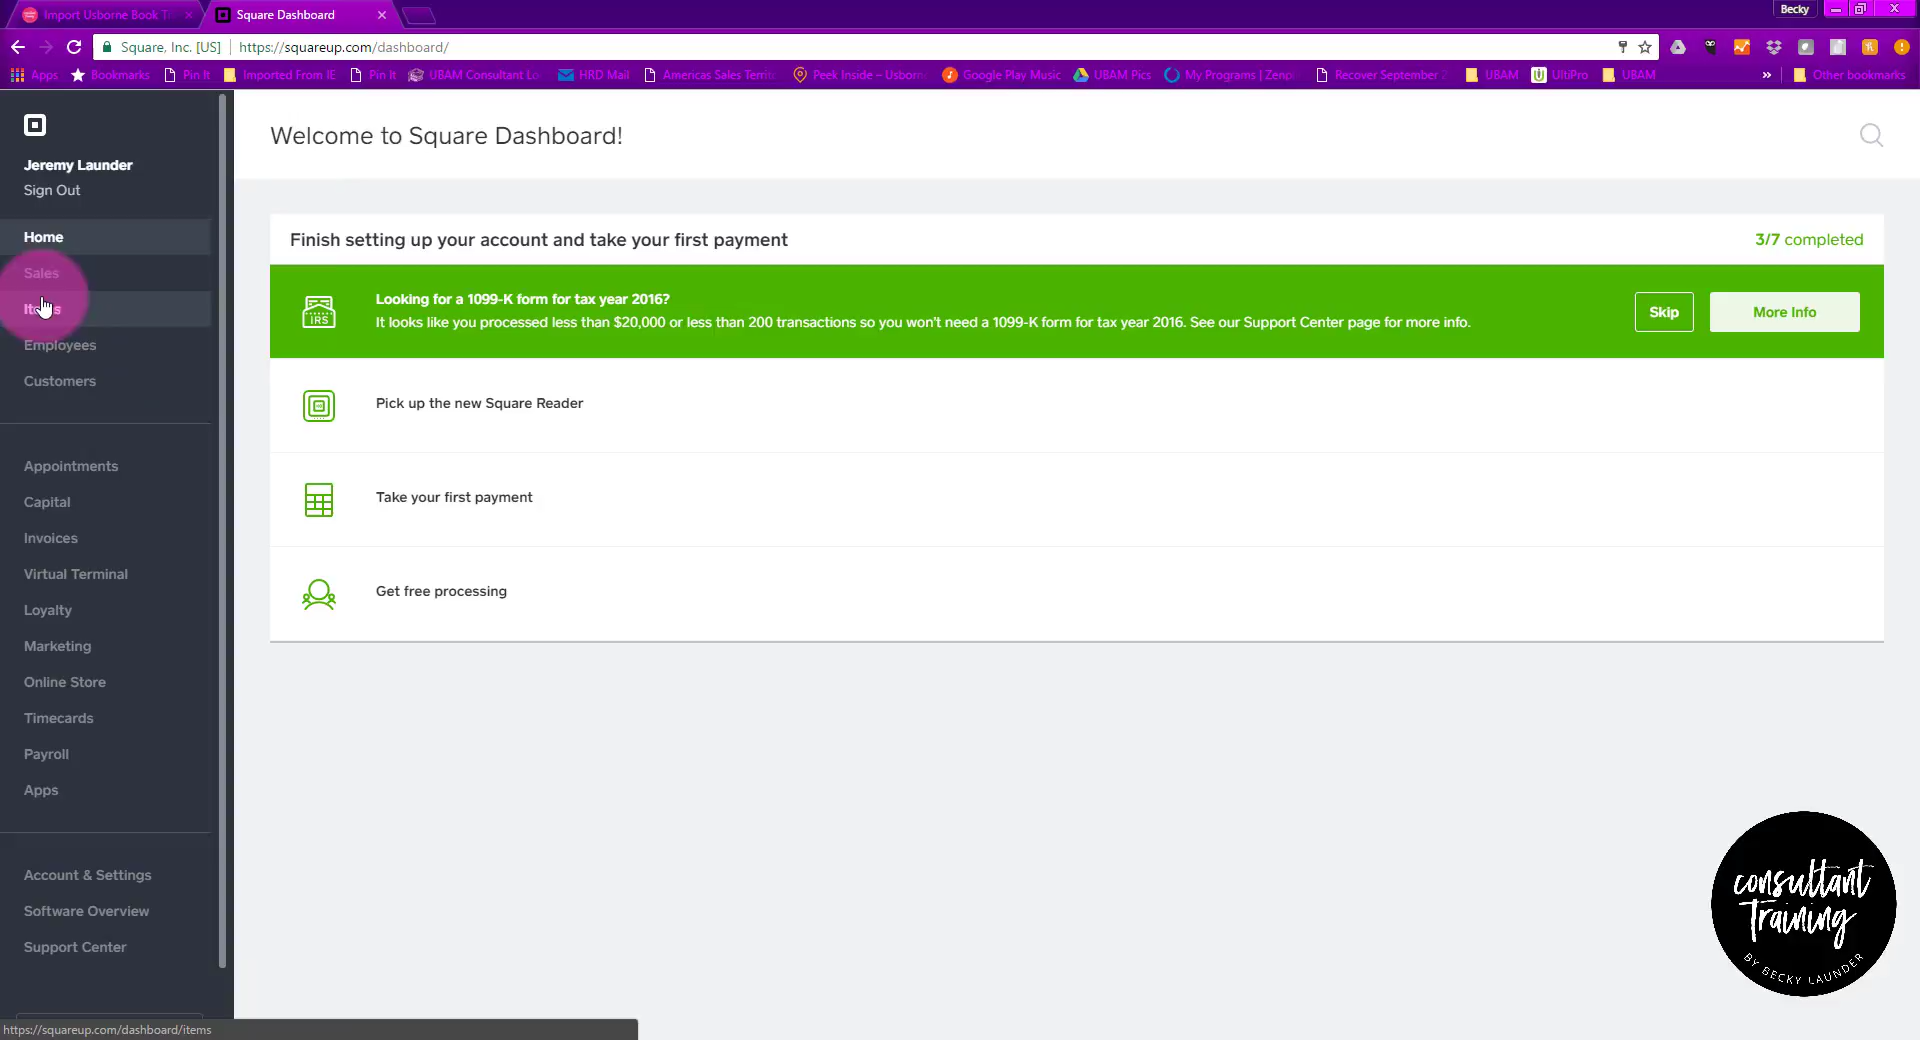 Import Usborne Book T
Square Dashboard
Becky
Square, Inc. [US]
https://squareup.com/dashboard/
Apps
Bookmarks
Pin It
Imported From IE
Pin It
UBAM Consultant Lo
HRD Mail
Americas Sales Territo
Peek Inside – Usborn
Google Play Music
UBAM Pics
My Programs | Zenp
Recover September 2
UBAM
UltiPro
UBAM
»
Other bookmarks
Jeremy Launder
Sign Out
Home
Sales
Items
Employees
Customers
Appointments
Capital
Invoices
Virtual Terminal
Loyalty
Marketing
Online Store
Timecards
Payroll
Apps
Account & Settings
Software Overview
Support Center
Welcome to Square Dashboard!
Finish setting up your account and take your first payment
3/7 completed
IRS
Looking for a 1099-K form for tax year 2016?
It looks like you processed less than $20,000 or less than 200 transactions so you won't need a 1099-K form for tax year 2016. See our Support Center page for more info.
Skip
More Info
Pick up the new Square Reader
Take your first payment
Get free processing
consultant
Training
BY BECKY LAUNDER
https://squareup.com/dashboard/items